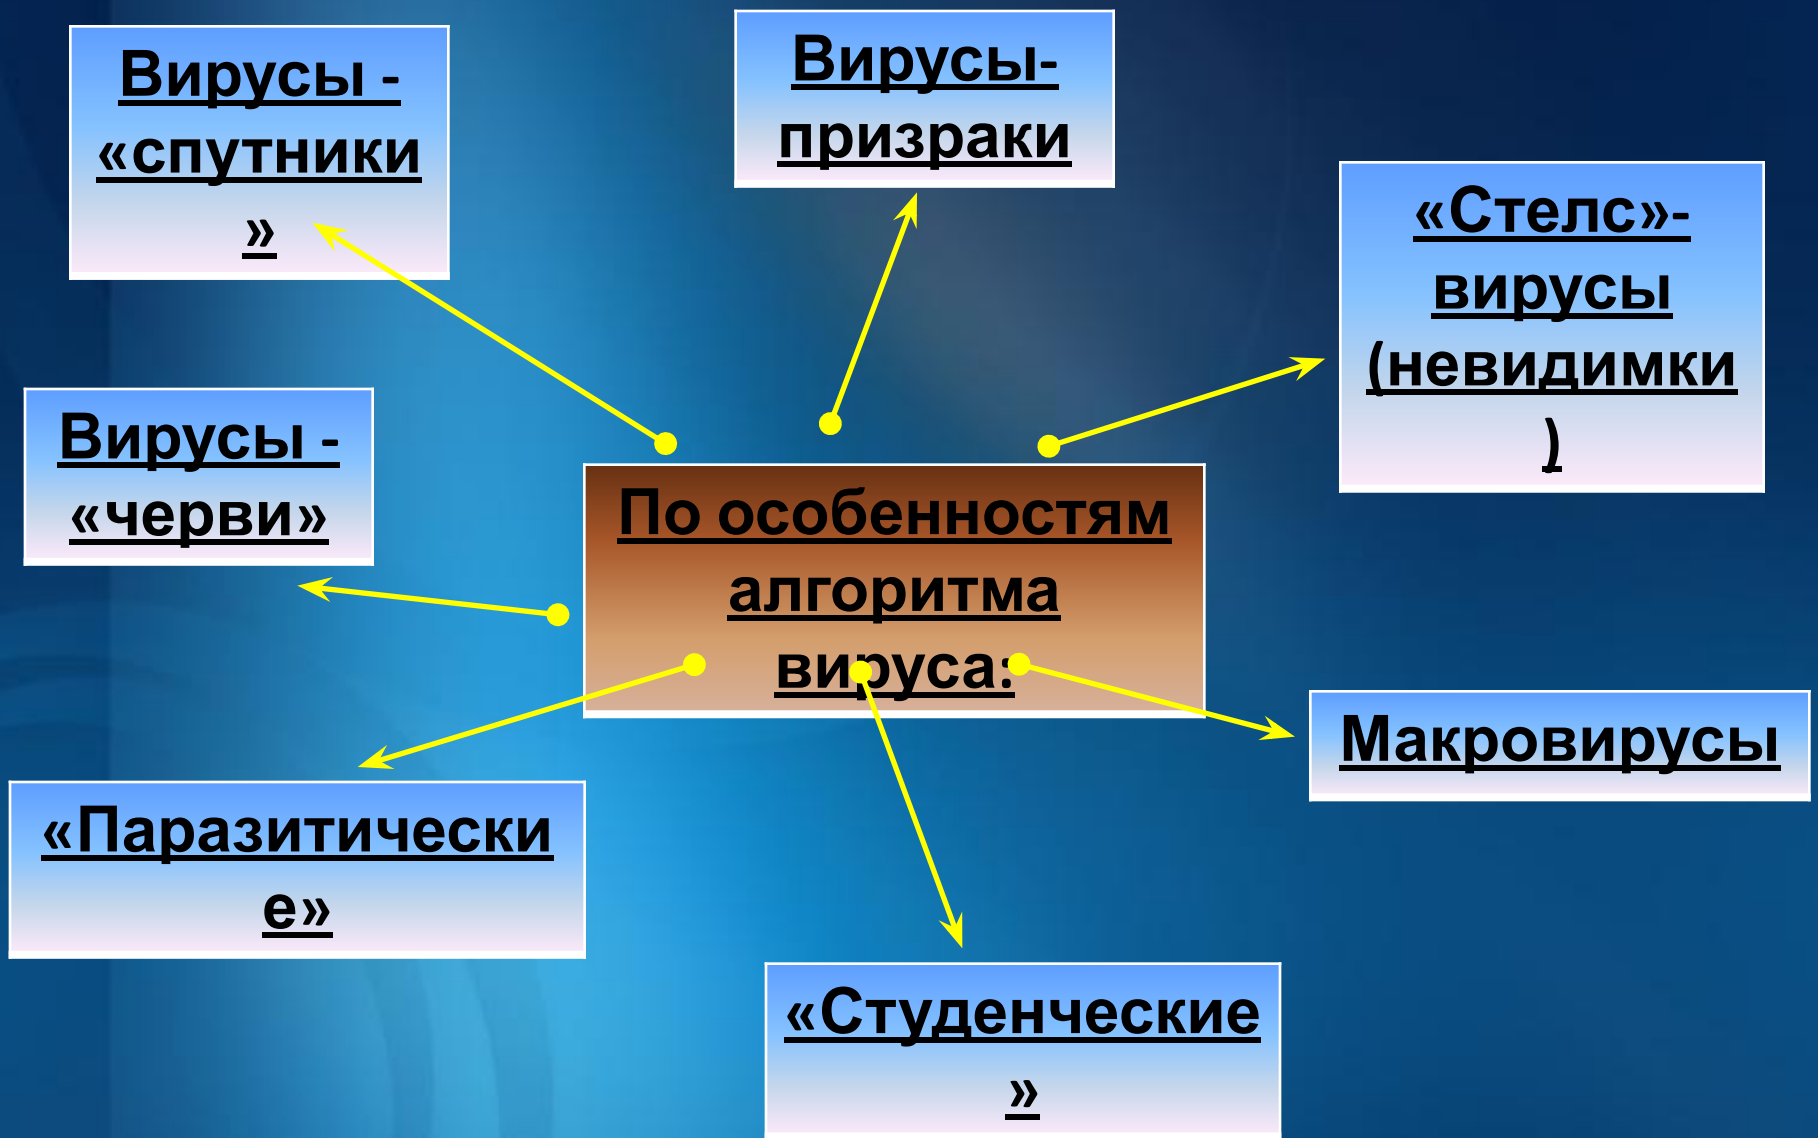 Вирусы -
«спутники
»
Вирусы-
призраки
«Стелс»-
вирусы
(невидимки
)
Вирусы -
«черви»
По особенностям
алгоритма
вируса:
Макровирусы
«Паразитически
е»
«Студенческие
»